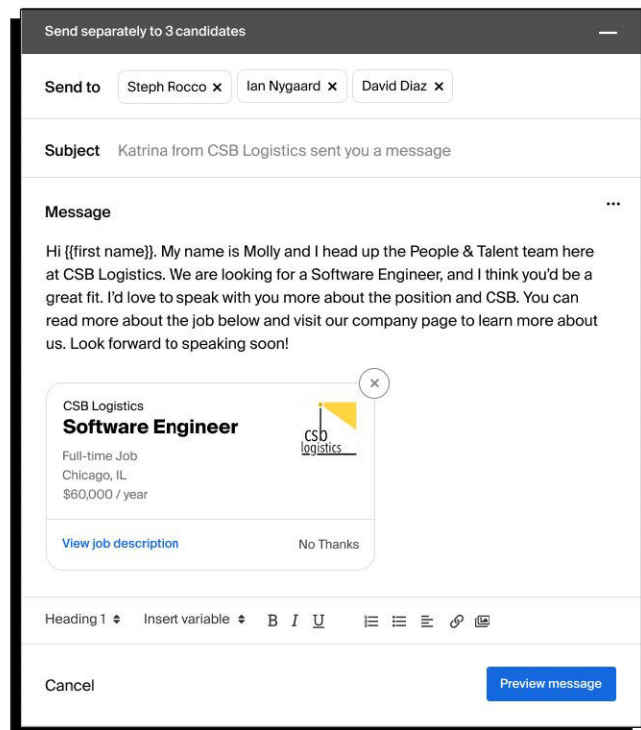 Send separately to 3 candidates
Send to Steph Rocco × Ian Nygaard × David Diaz ×
Subject Katrina from CSB Logistics sent you a message
Message
Hi {{first name}}. My name is Molly and I head up the People & Talent team here
at CSB Logistics. We are looking for a Software Engineer, and I think you'd be a
great fit. I'd love to speak with you more about the position and CSB. You can
read more about the job below and visit our company page to learn more about
us. Look forward to speaking soon!
CSB Logistics
Software Engineer
Full-time Job
Chicago, IL
$60,000 / year
csb
logistics
View job description No Thanks
Heading 1 Insert variable B I U
Cancel Preview message